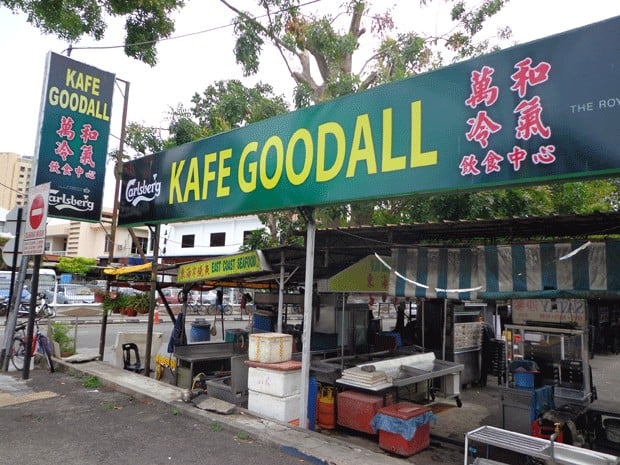 KAFE
GOODALL
萬 和
冷 氣
飲食中心
Carlsberg
Carlsberg
KAFE GOODALL
萬 和
冷 氣
飲食中心
THE ROY
EAST COAST SEAFOOD